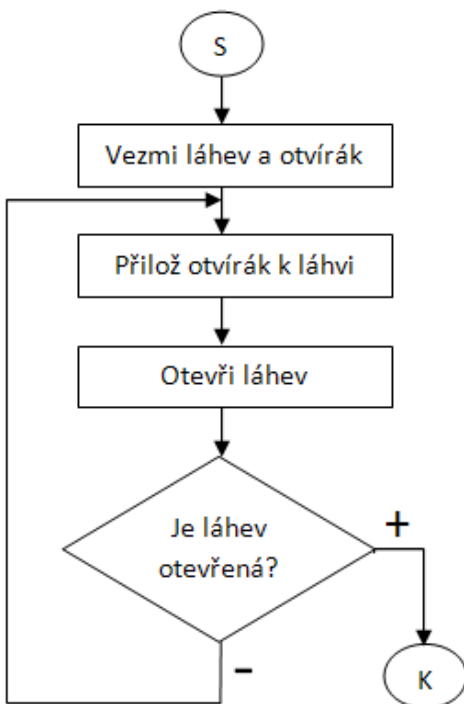 S
Vezmi láhev a otvírák
Přilož otvírák k láhvi
Otevři láhev
Je láhev
otevřená?
+
-
K